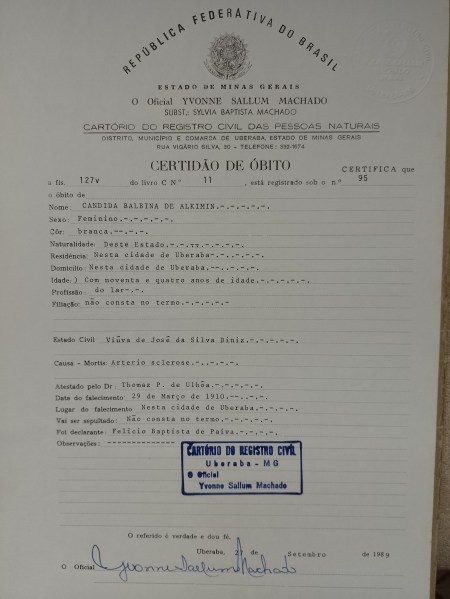 REPÚBLICA FEDERATIVA DO BRASIL
ESTADO DE MINAS GERAIS
O Oficial YVONNE SALLUM MACHADO
SUBST.: SYLVIA BAPTISTA MACHADO
CARTÓRIO DO REGISTRO CIVIL DAS PESSOAS NATURAIS
DISTRITO, MUNICÍPIO E COMARCA DE UBERABA, ESTADO DE MINAS GERAIS
RUA VIGÁRIO SILVA, 30 - TELEFONE: 332-1574
CERTIDÃO DE ÓBITO
CERTIFICA que
a fls. 127v do livro C N.º 11, está registrado sob o n.º 95
o óbito de
Nome: CANDIDA BALBINA DE ALKIMIN.-.-.-.-.
Sexo: Feminino.-.-.-.-.
Côr: branca.--.-.-.
Naturalidade: Deste Estado.-.-.--.-.-.-.
Residência: Nesta cidade de Uberaba.-.-.-.-.
Domicílio: Nesta cidade de Uberaba.--.-.-.-.
Idade: ) Com noventa e quatro anos de idade.-.-.-.-.
Profissão: do lar-.-.
Filiação: não consta no termo.-.-.-.-
Estado Civil Viúva de José da Silva Diniz.-.-.-.-.
Causa - Mortis: Arterio sclerose.-.-.-.-.
Atestado pelo Dr: Thomaz P. de Ulhôa.-.-.-.-.
Data do falecimento: 29 de Março de 1910.--.-.-.
Lugar do falecimento Nesta cidade de Uberaba.-.-.-.
Vai ser sepultado: Não consta no termo.-.-.-.-.
Foi declarante: Felício Baptista de Paiva.-.-.-.
Observações: --------------
CARTÓRIO DO REGISTRO CIVIL
Uberaba - MG
O Oficial
Yvonne Sallum Machado
O referido é verdade e dou fé.
Uberaba, de Setembro de 1989
O Oficial Yvonne Sallum Machado